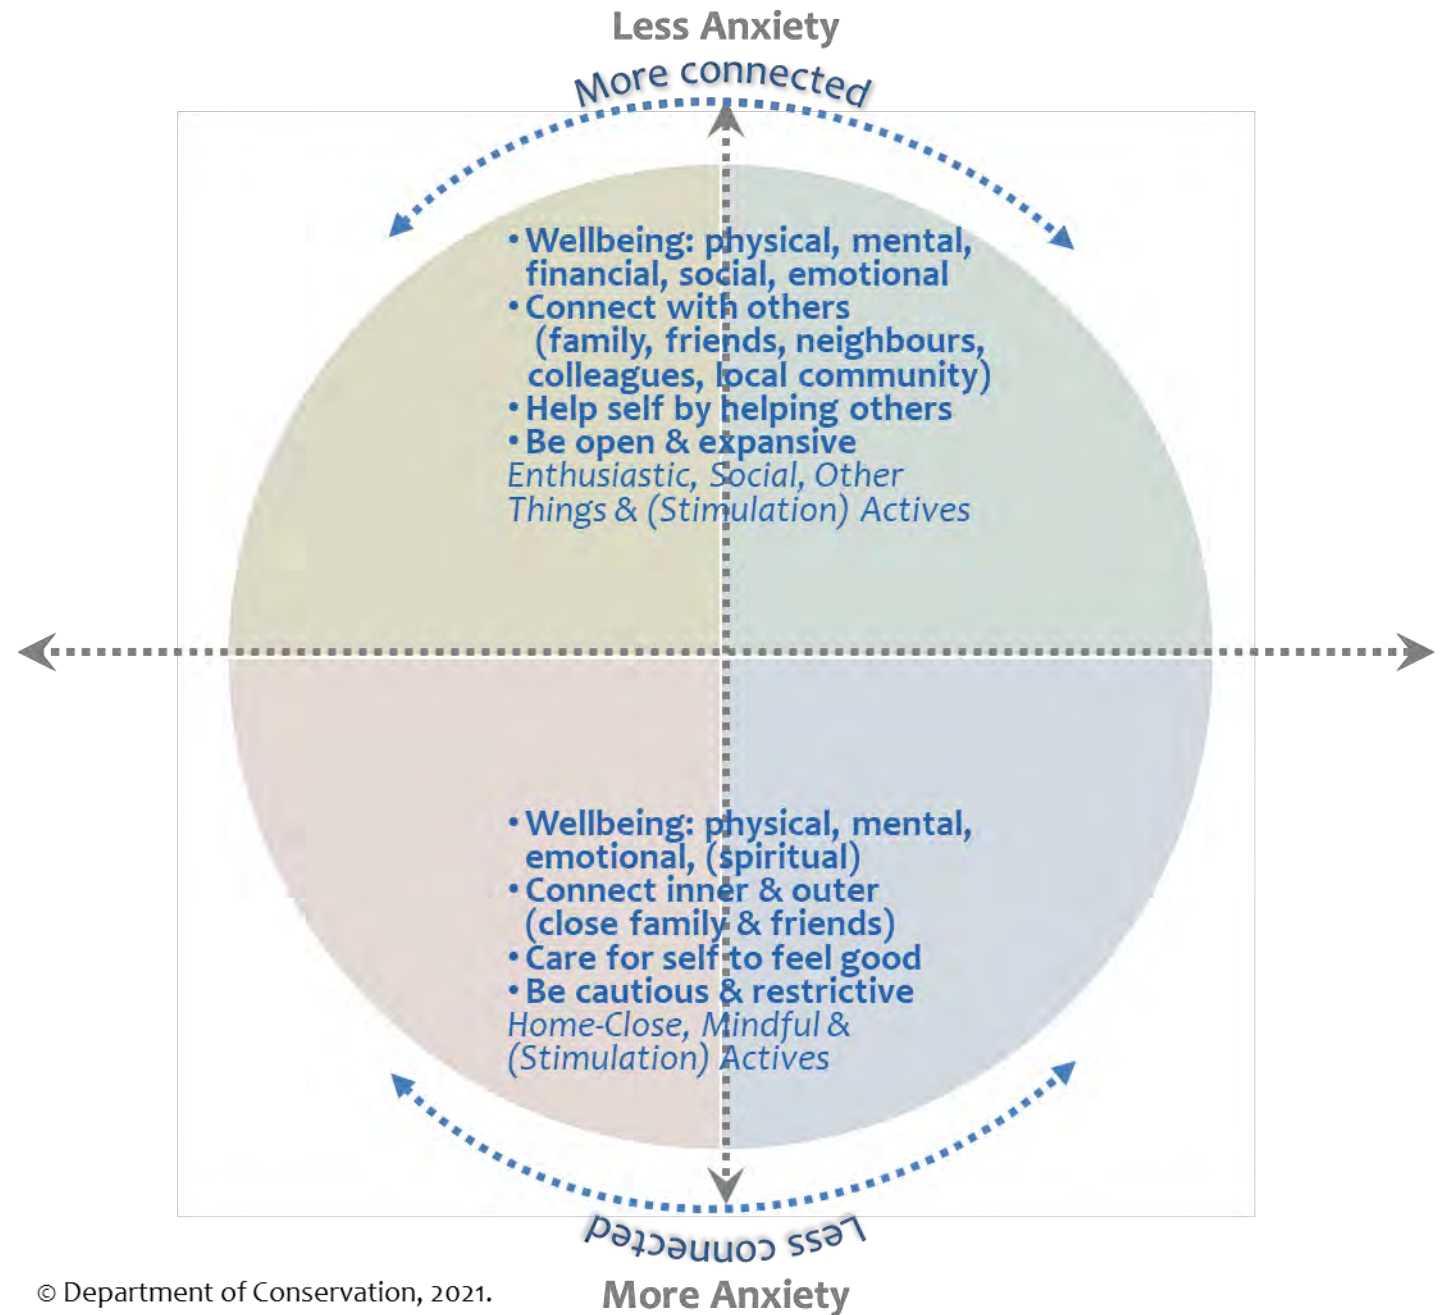 Less Anxiety
More connected
• Wellbeing: physical, mental,
financial, social, emotional
• Connect with others
(family, friends, neighbours,
colleagues, local community)
• Help self by helping others
• Be open & expansive
Enthusiastic, Social, Other
Things & (Stimulation) Actives
• Wellbeing: physical, mental,
emotional, (spiritual)
• Connect inner & outer
(close family & friends)
• Care for self to feel good
• Be cautious & restrictive
Home-Close, Mindful &
(Stimulation) Actives
Less connected
© Department of Conservation, 2021.
More Anxiety